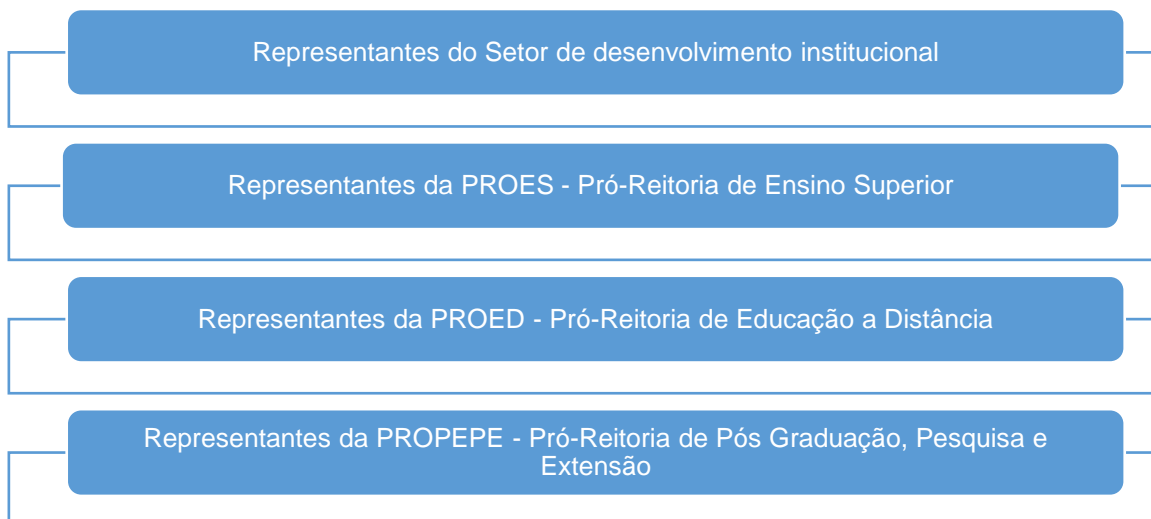 Representantes do Setor de desenvolvimento institucional
Representantes da PROES - Pró-Reitoria de Ensino Superior
Representantes da PROED - Pró-Reitoria de Educação a Distância
Representantes da PROPEPE - Pró-Reitoria de Pós Graduação, Pesquisa e
Extensão